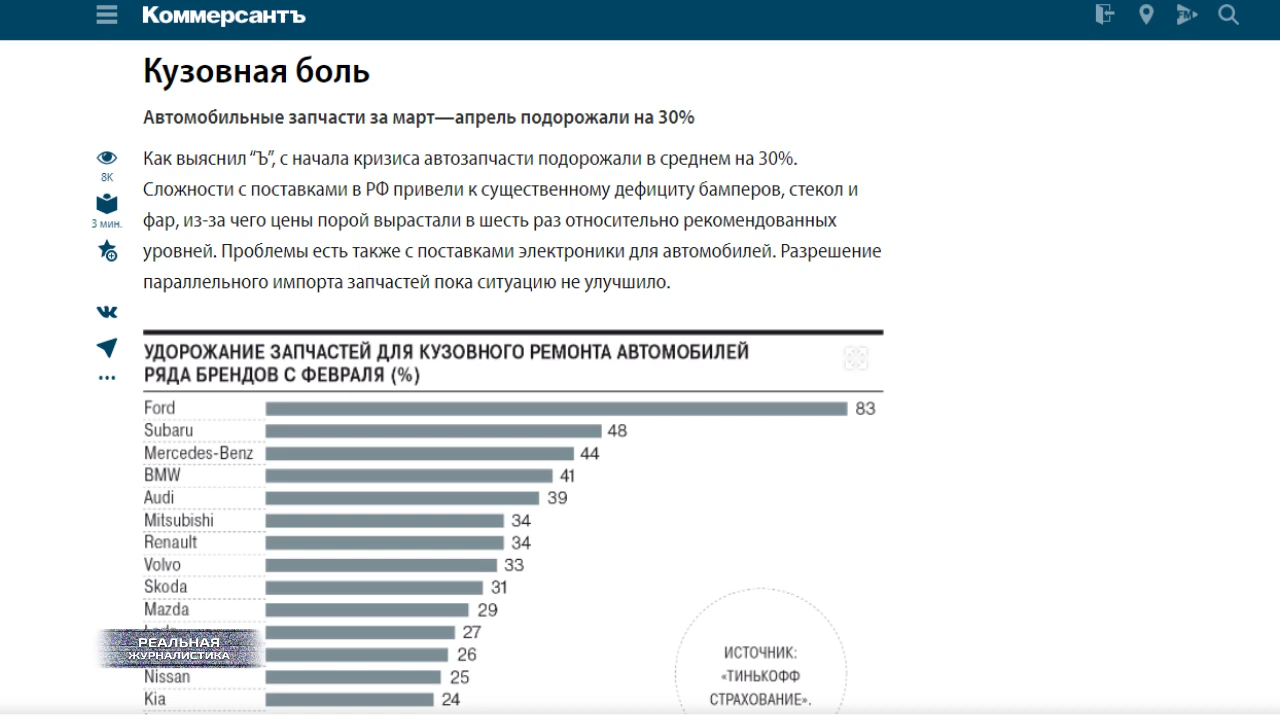 Коммерсантъ
Кузовная боль
Автомобильные запчасти за март—апрель подорожали на 30%
Как выяснил “Ъ”, с начала кризиса автозапчасти подорожали в среднем на 30%.
Сложности с поставками в РФ привели к существенному дефициту бамперов, стекол и
фар, из-за чего цены порой вырастали в шесть раз относительно рекомендованных
уровней. Проблемы есть также с поставками электроники для автомобилей. Разрешение
параллельного импорта запчастей пока ситуацию не улучшило.
8K
3 мин.
УДОРОЖАНИЕ ЗАПЧАСТЕЙ ДЛЯ КУЗОВНОГО РЕМОНТА АВТОМОБИЛЕЙ
РЯДА БРЕНДОВ С ФЕВРАЛЯ (%)
Ford 83
Subaru 48
Mercedes-Benz 44
BMW 41
Audi 39
Mitsubishi 34
Renault 34
Volvo 33
Skoda 31
Mazda 29
27
26
Nissan 25
Kia 24
РЕАЛЬНАЯ
ЖУРНАЛИСТИКА
ИСТОЧНИК:
«ТИНЬКОФФ
СТРАХОВАНИЕ».